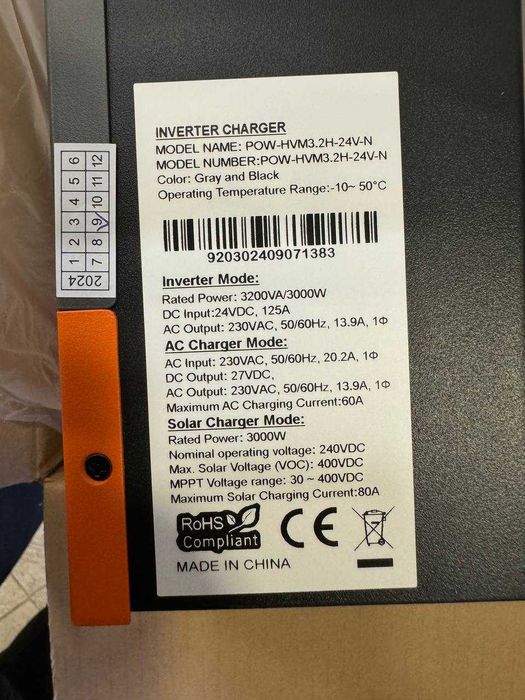 INVERTER CHARGER
MODEL NAME: POW-HVM3.2H-24V-N
MODEL NUMBER:POW-HVM3.2H-24V-N
Color: Gray and Black
Operating Temperature Range:-10~ 50°C
920302409071383
Inverter Mode:
Rated Power: 3200VA/3000W
DC Input:24VDC, 125A
AC Output: 230VAC, 50/60Hz, 13.9A, 1Φ
AC Charger Mode:
AC Input: 230VAC, 50/60Hz, 20.2A, 1Φ
DC Output: 27VDC,
AC Output: 230VAC, 50/60Hz, 13.9A, 1Φ
Maximum AC Charging Current:60A
Solar Charger Mode:
Rated Power: 3000W
Nominal operating voltage: 240VDC
Max. Solar Voltage (VOC): 400VDC
MPPT Voltage range: 30 ~ 400VDC
Maximum Solar Charging Current:80A
RoHS
Compliant
CE
MADE IN CHINA
2024
1 2 3 4 5 6
7 8 9 10 11 12